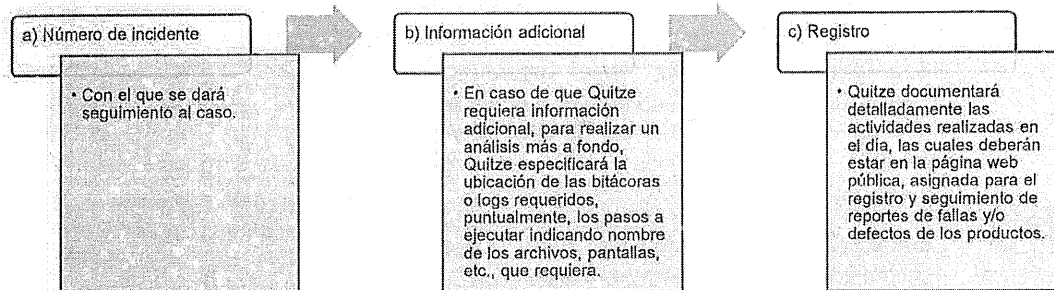 a) Número de incidente
• Con el que se dará
seguimiento al caso.
b) Información adicional
• En caso de que Quitze
requiera información
adicional, para realizar un
análisis más a fondo,
Quitze especificará la
ubicación de las bitácoras
o logs requeridos,
puntualmente, los pasos a
ejecutar indicando nombre
de los archivos, pantallas,
etc., que requiera.
c) Registro
• Quitze documentará
detalladamente las
actividades realizadas en
el día, las cuales deberán
estar en la página web
pública, asignada para el
registro y seguimiento de
reportes de fallas y/o
defectos de los productos.